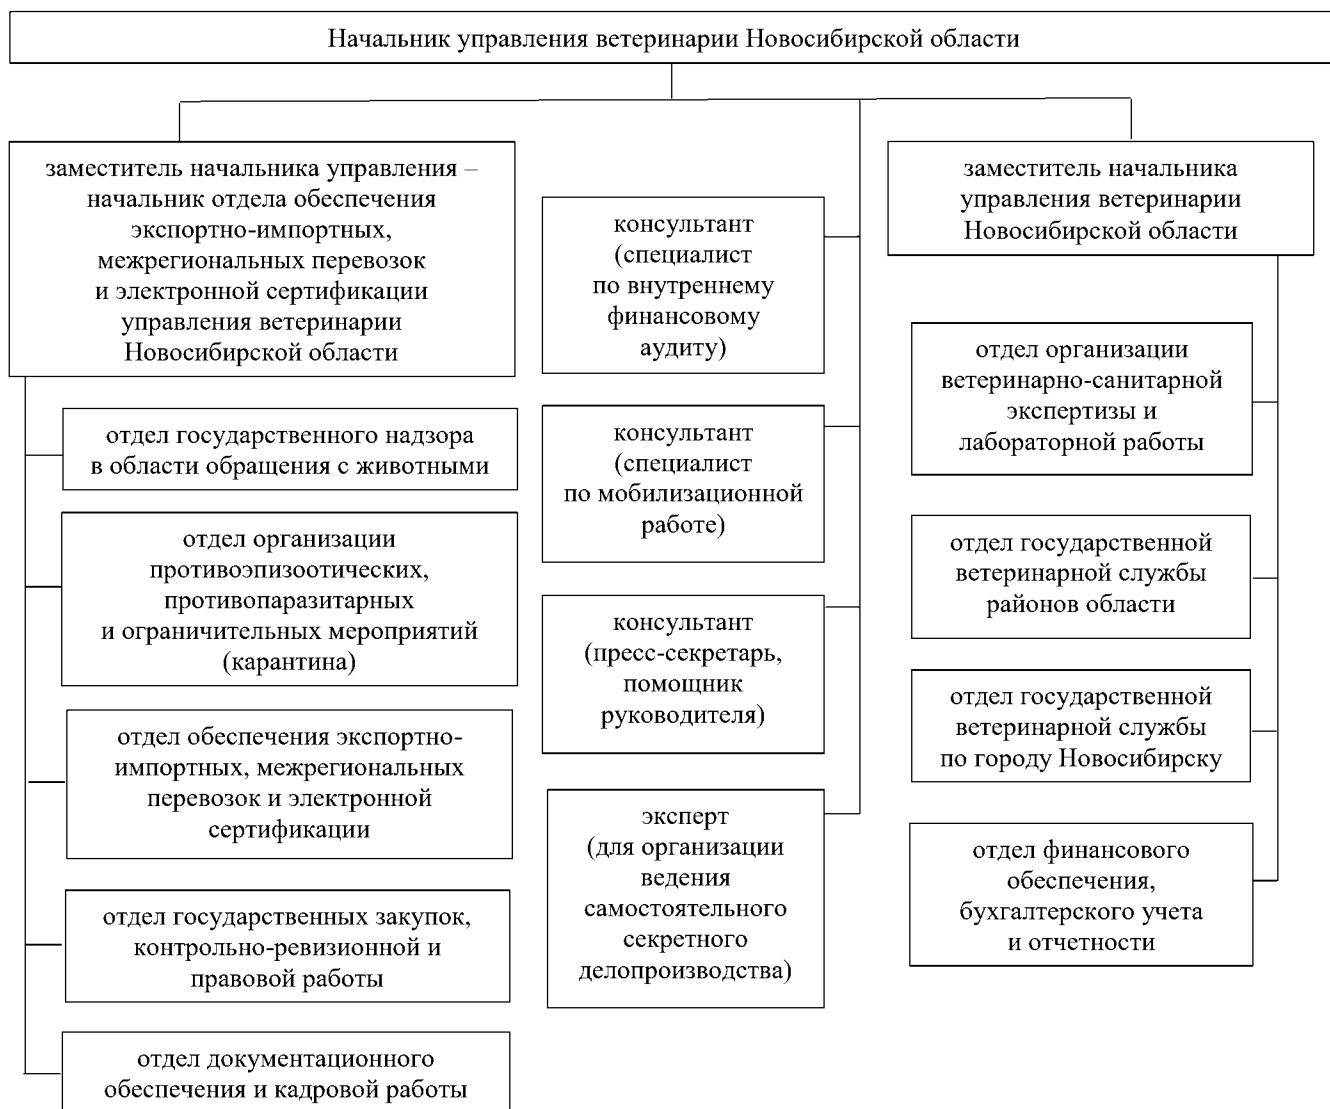 Начальник управления ветеринарии Новосибирской области
заместитель начальника управления –
начальник отдела обеспечения
экспортно-импортных,
межрегиональных перевозок
и электронной сертификации
управления ветеринарии
Новосибирской области
отдел государственного надзора
в области обращения с животными
отдел организации
противоэпизоотических,
противопаразитарных
и ограничительных мероприятий
(карантина)
отдел обеспечения экспортно-
импортных, межрегиональных
перевозок и электронной
сертификации
отдел государственных закупок,
контрольно-ревизионной и
правовой работы
отдел документационного
обеспечения и кадровой работы
консультант
(специалист
по внутреннему
финансовому
аудиту)
консультант
(специалист
по мобилизационной
работе)
консультант
(пресс-секретарь,
помощник
руководителя)
эксперт
(для организации
ведения
самостоятельного
секретного
делопроизводства)
заместитель начальника
управления ветеринарии
Новосибирской области
отдел организации
ветеринарно-санитарной
экспертизы и
лабораторной работы
отдел государственной
ветеринарной службы
районов области
отдел государственной
ветеринарной службы
по городу Новосибирску
отдел финансового
обеспечения,
бухгалтерского учета
и отчетности